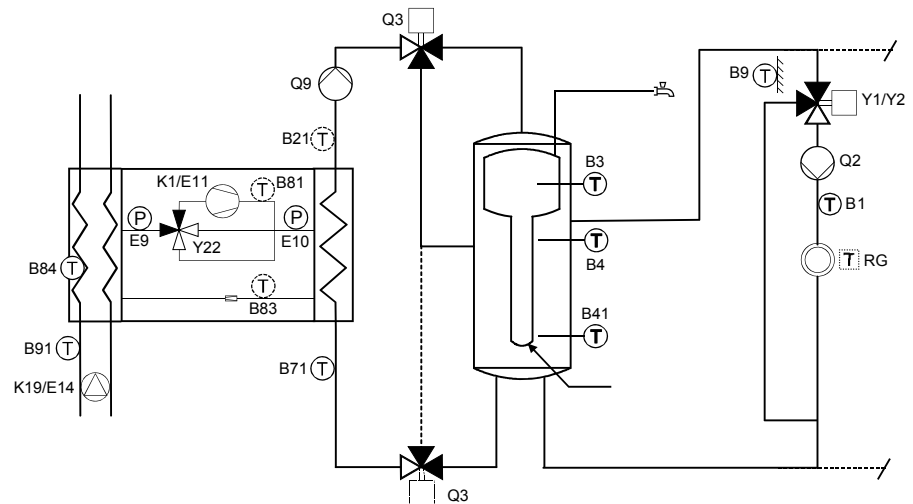 Q3
B9
T
Y1/Y2
Q9
B21
T
B3
T
Q2
K1/E11
T
B81
B1
T
P
P
E9
Y22
E10
T
B4
T
RG
B84
T
T
B83
B41
T
B91
T
B71
T
K19/E14
Q3